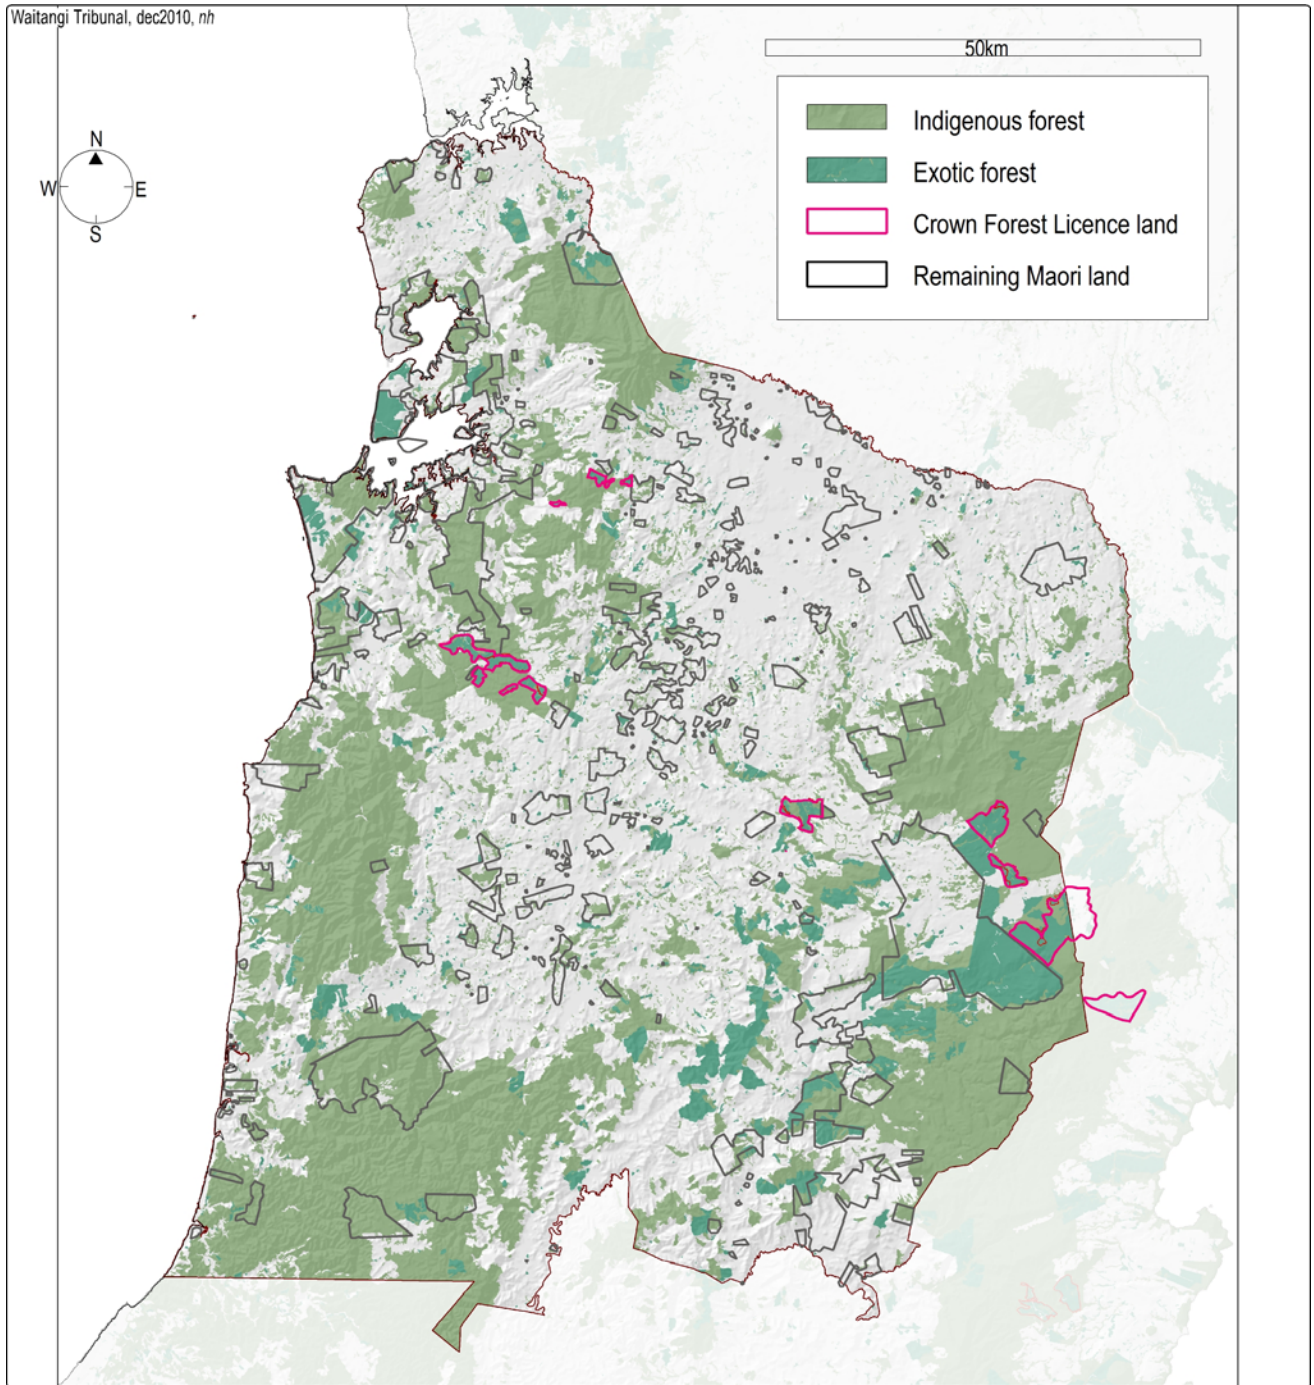 Waitangi Tribunal, dec2010, nh
50km
Indigenous forest
Exotic forest
Crown Forest Licence land
Remaining Maori land
N
W
E
S